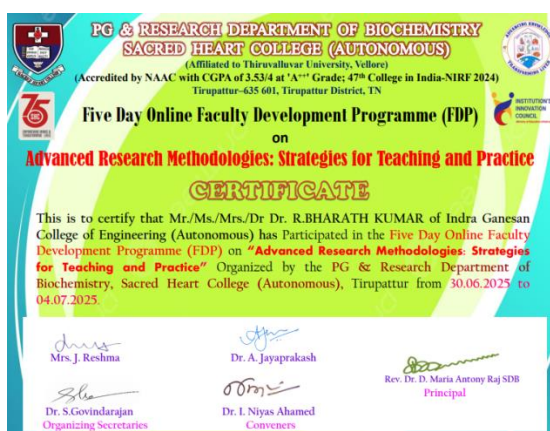 PG & RESEARCH DEPARTMENT OF BIOCHEMISTRY
SACRED HEART COLLEGE (AUTONOMOUS)
(Affiliated to Thiruvalluvar University, Vellore)
(Accredited by NAAC with CGPA of 3.53/4 at 'A++' Grade; 47th College in India-NIRF 2024)
Tirupattur–635 601, Tirupattur District, TN
75
SHC
INSTITUTION'S
INNOVATION
COUNCIL
Five Day Online Faculty Development Programme (FDP)
on
Advanced Research Methodologies: Strategies for Teaching and Practice
CERTIFICATE
This is to certify that Mr./Ms./Mrs./Dr Dr. R.BHARATH KUMAR of Indra Ganesan
College of Engineering (Autonomous) has Participated in the Five Day Online Faculty
Development Programme (FDP) on "Advanced Research Methodologies: Strategies
for Teaching and Practice" Organized by the PG & Research Department of
Biochemistry, Sacred Heart College (Autonomous), Tirupattur from 30.06.2025 to
04.07.2025.
Mrs. J. Reshma
Dr. A. Jayaprakash
Rev. Dr. D. Maria Antony Raj SDB
Principal
Dr. S.Govindarajan
Organizing Secretaries
Dr. I. Niyas Ahamed
Conveners